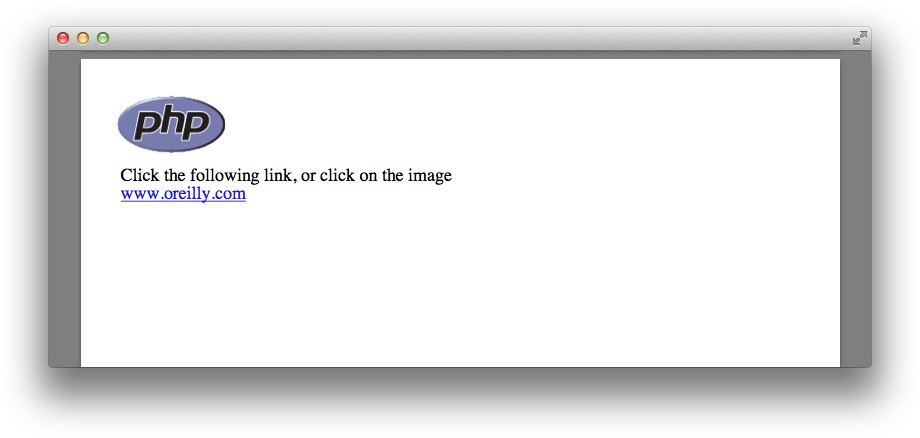 php
Click the following link, or click on the image
www.oreilly.com